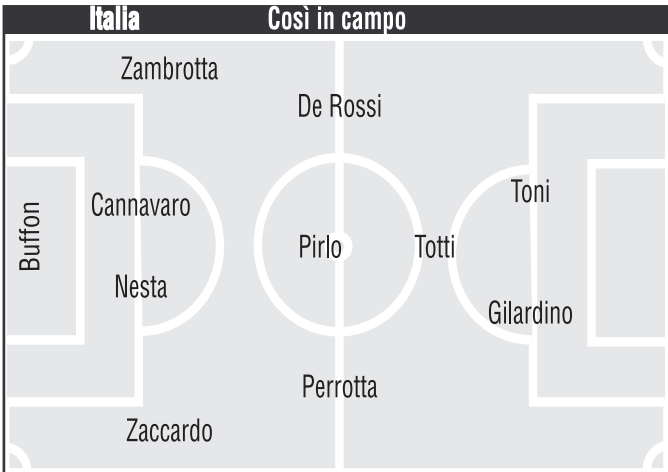 Italia Così in campo
Zambrotta
De Rossi
Toni
Cannavaro
Buffon
Pirlo
Totti
Nesta
Gilardino
Perrotta
Zaccardo